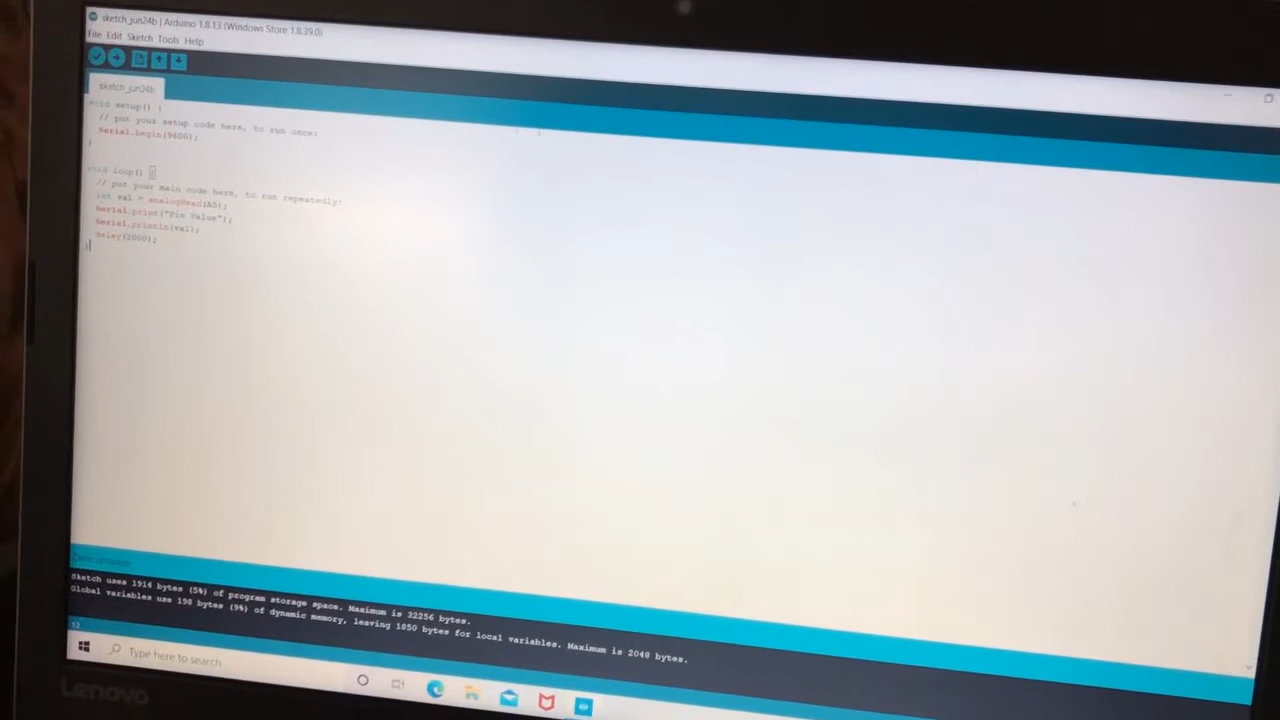 sketch_jun24b | Arduino 1.8.13 (Windows Store 1.8.39.0)
File Edit Sketch Tools Help
sketch_jun24b
void setup() {
// put your setup code here, to run once:
Serial.begin(9600);
}
void loop() {
// put your main code here, to run repeatedly:
int val = analogRead(A5);
Serial.print("Pin Value");
Serial.println(val);
delay(2000);
}
Done compiling.
Sketch uses 1914 bytes (5%) of program storage space. Maximum is 32256 bytes.
Global variables use 198 bytes (9%) of dynamic memory, leaving 1850 bytes for local variables. Maximum is 2048 bytes.
12
Type here to search
Lenovo